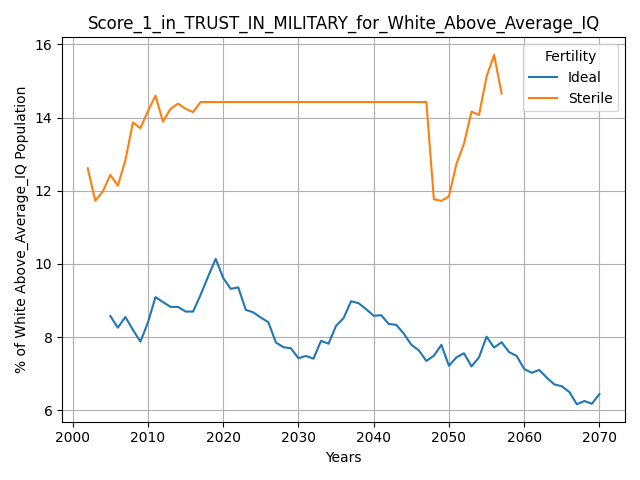 Score_1_in_TRUST_IN_MILITARY_for_White_Above_Average_IQ
% of White Above_Average_IQ Population
16
14
12
10
8
6
Fertility
Ideal
Sterile
2000 2010 2020 2030 2040 2050 2060 2070
Years